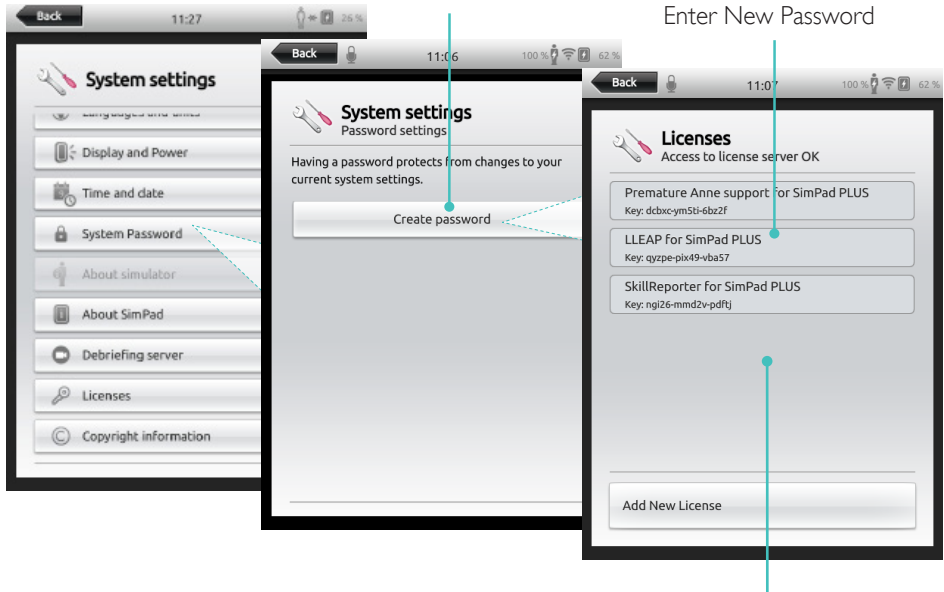 Enter New Password
Back
11:27
26 %
System settings
Languages and units
Display and Power
Time and date
System Password
About simulator
About SimPad
Debriefing server
Licenses
Copyright information
Back
11:06
100 %
62 %
System settings
Password settings
Having a password protects from changes to your
current system settings.
Create password
Back
11:07
100 %
62 %
Licenses
Access to license server OK
Premature Anne support for SimPad PLUS
Key: dcbxc-ym5ti-6bz2f
LLEAP for SimPad PLUS
Key: qyzpe-pix49-vba57
SkillReporter for SimPad PLUS
Key: ngi26-mmd2v-pdftj
Add New License